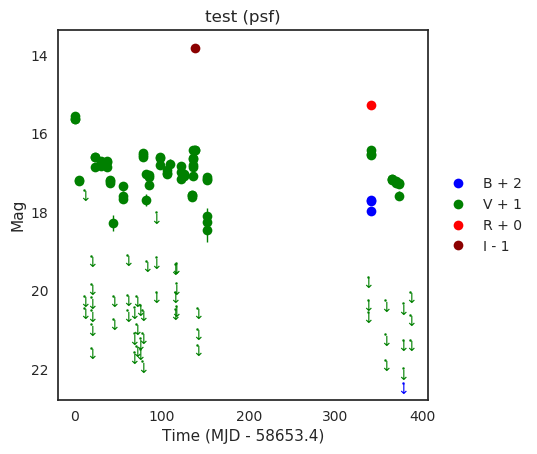 test (psf)
14
16
18
20
22
Mag
0
100
200
300
400
Time (MJD - 58653.4)
B + 2
V + 1
R + 0
I - 1